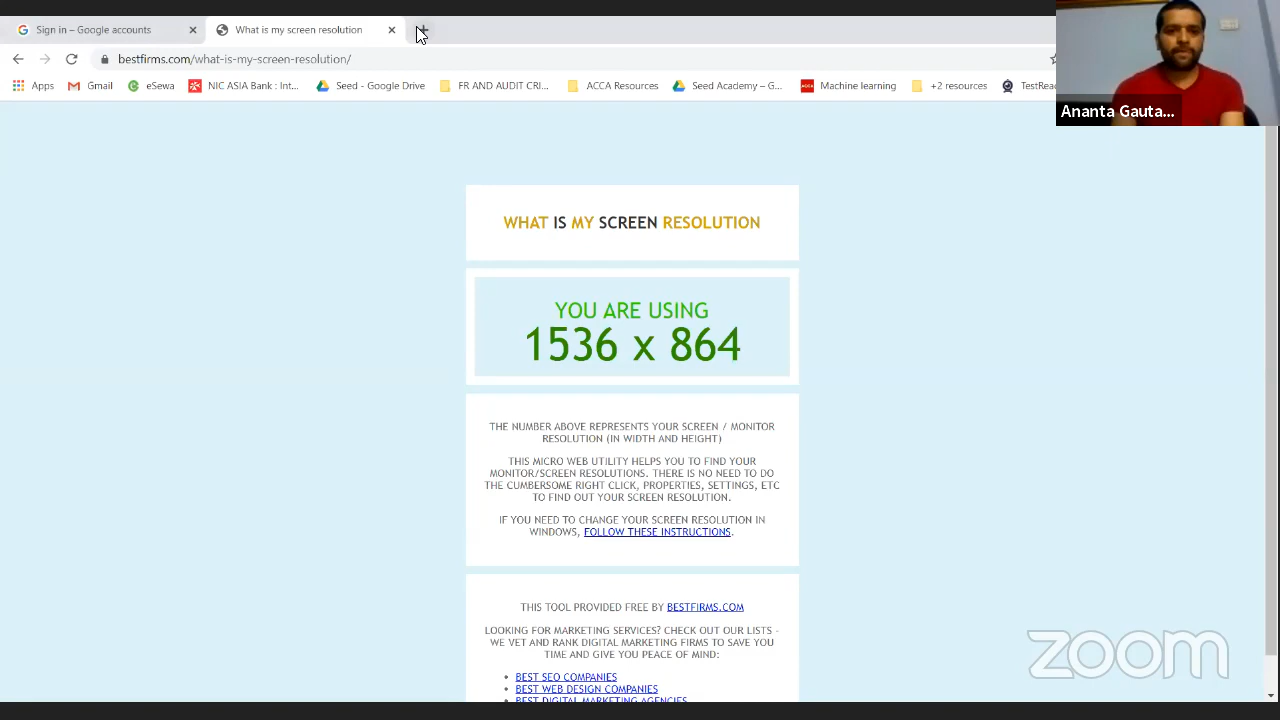 Sign in – Google accounts
What is my screen resolution
bestfirms.com/what-is-my-screen-resolution/
Apps Gmail eSewa NIC ASIA Bank : Int... Seed - Google Drive FR AND AUDIT CRI... ACCA Resources Seed Academy – G... Machine learning +2 resources TestRea
Ananta Gauta...
WHAT IS MY SCREEN RESOLUTION
YOU ARE USING
1536 x 864
THE NUMBER ABOVE REPRESENTS YOUR SCREEN / MONITOR
RESOLUTION (IN WIDTH AND HEIGHT)
THIS MICRO WEB UTILITY HELPS YOU TO FIND YOUR
MONITOR/SCREEN RESOLUTIONS. THERE IS NO NEED TO DO
THE CUMBERSOME RIGHT CLICK, PROPERTIES, SETTINGS, ETC
TO FIND OUT YOUR SCREEN RESOLUTION.
IF YOU NEED TO CHANGE YOUR SCREEN RESOLUTION IN
WINDOWS, FOLLOW THESE INSTRUCTIONS.
THIS TOOL PROVIDED FREE BY BESTFIRMS.COM
LOOKING FOR MARKETING SERVICES? CHECK OUT OUR LISTS -
WE VET AND RANK DIGITAL MARKETING FIRMS TO SAVE YOU
TIME AND GIVE YOU PEACE OF MIND:
• BEST SEO COMPANIES
• BEST WEB DESIGN COMPANIES
• BEST DIGITAL MARKETING AGENCIES
zoom
ACCA